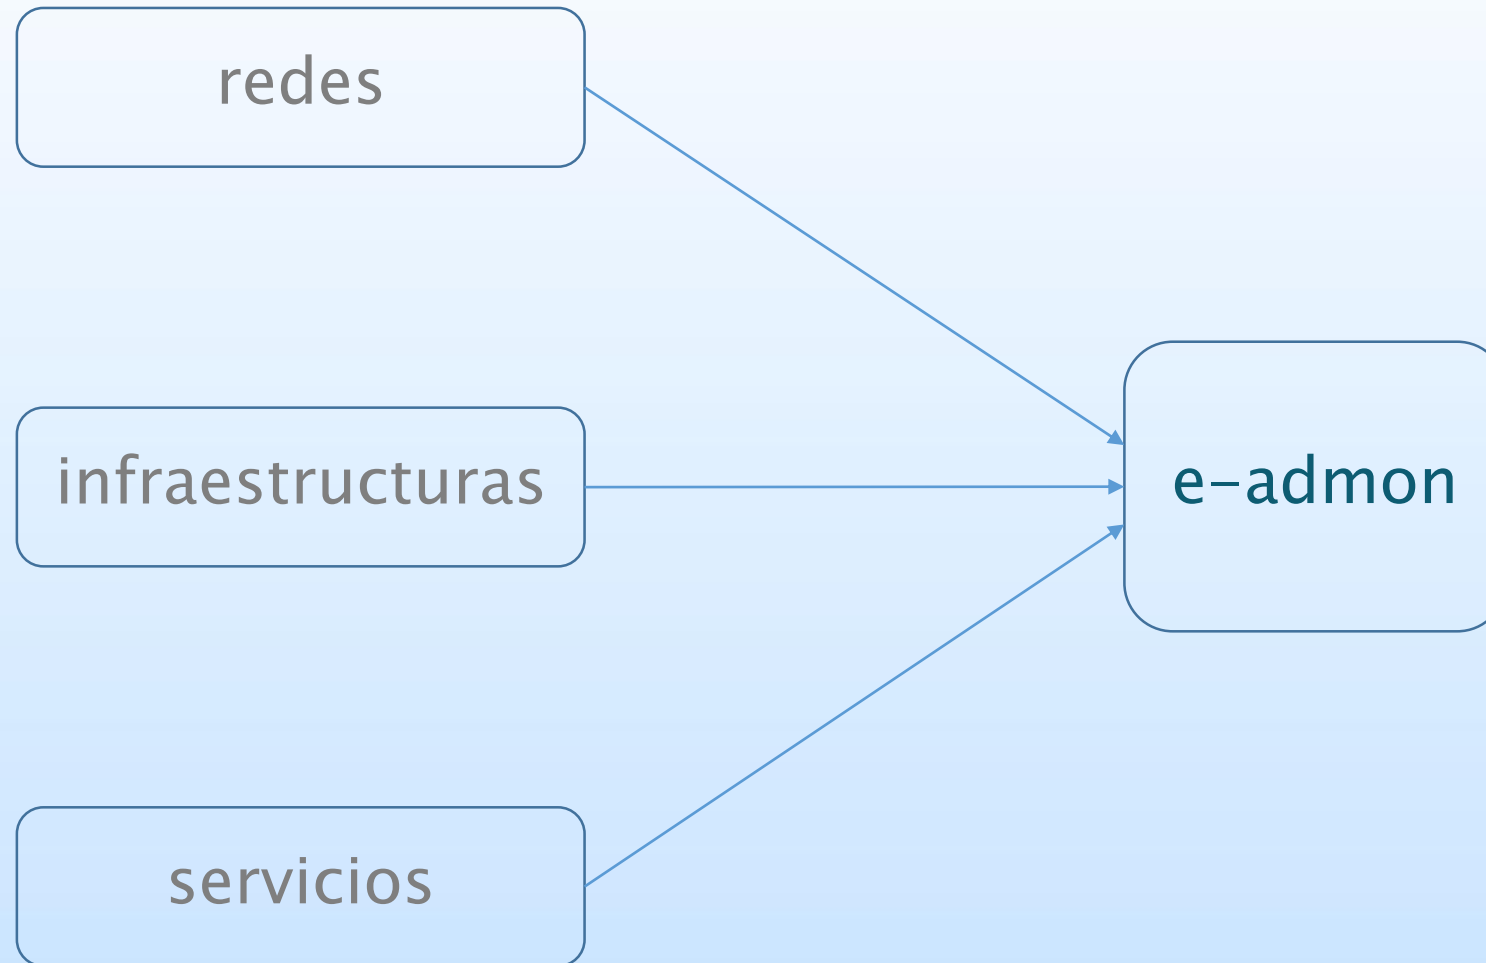 redes
infraestructuras
e-admon
servicios